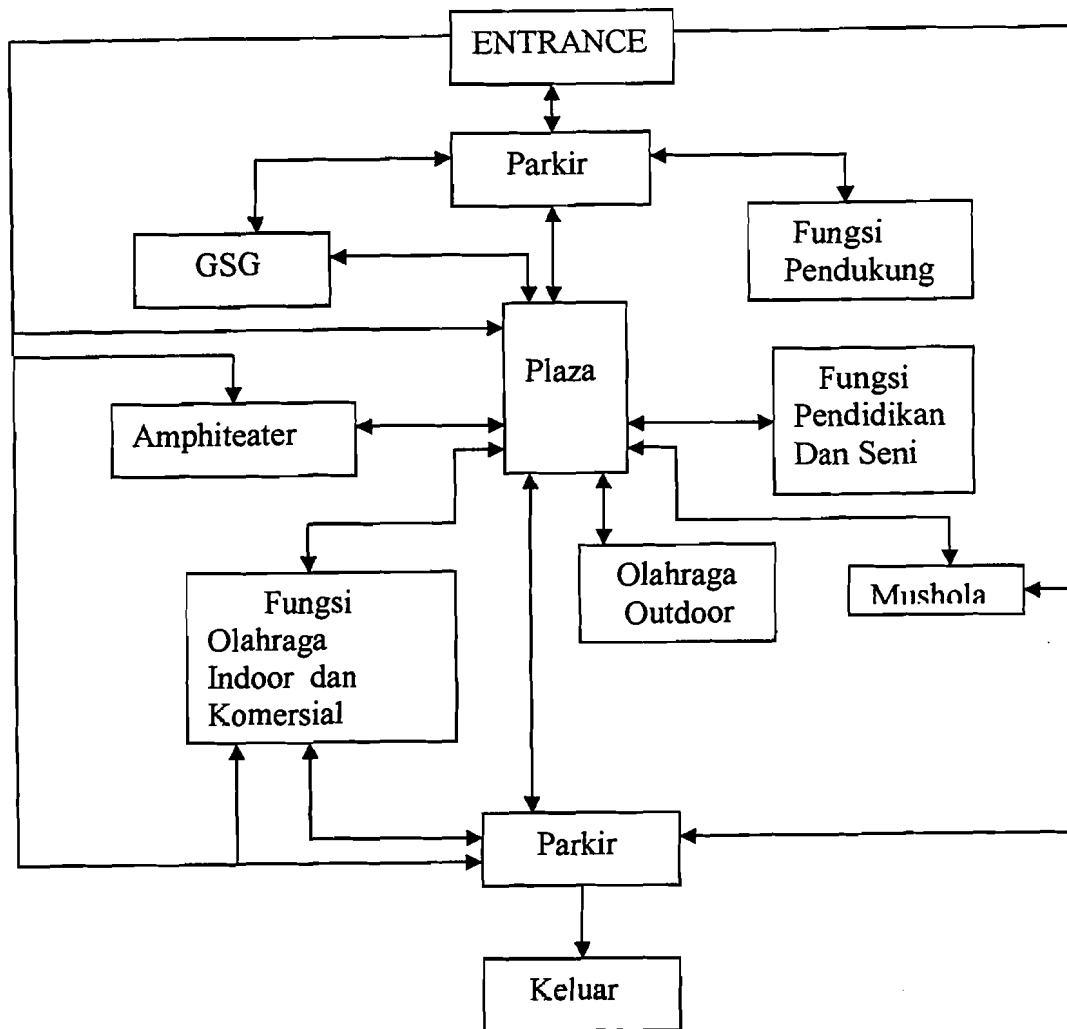 ENTRANCE
Parkir
GSG
Fungsi
Pendukung
Plaza
Fungsi
Pendidikan
Dan Seni
Amphiteater
Olahraga
Outdoor
Mushola
Fungsi
Olahraga
Indoor dan
Komersial
Parkir
Keluar